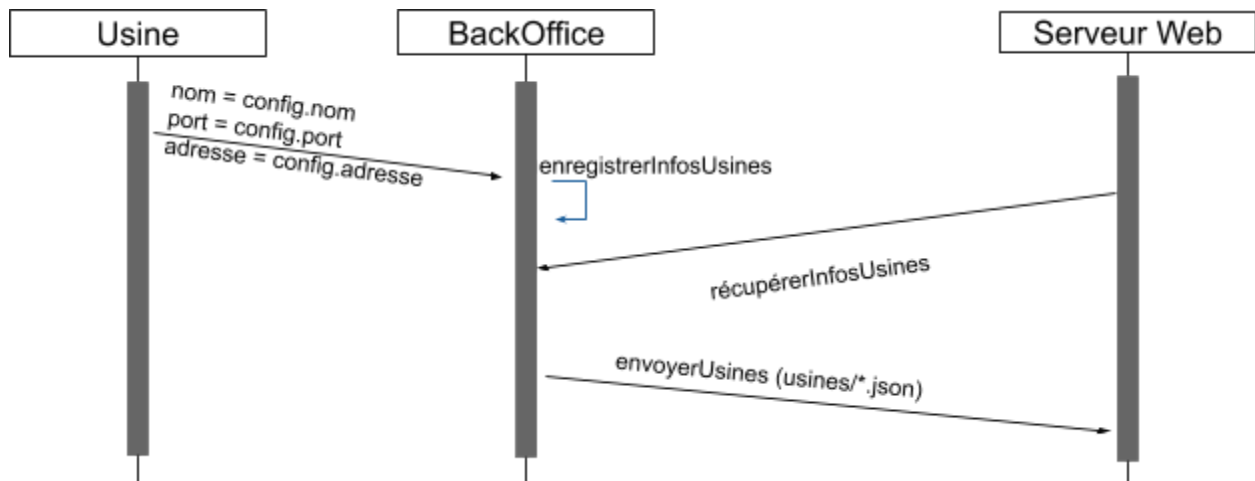 Usine
BackOffice
Serveur Web
nom = config.nom
port = config.port
adresse = config.adresse
enregistrerInfosUsines
récupérerInfosUsines
envoyerUsines (usines/*.json)